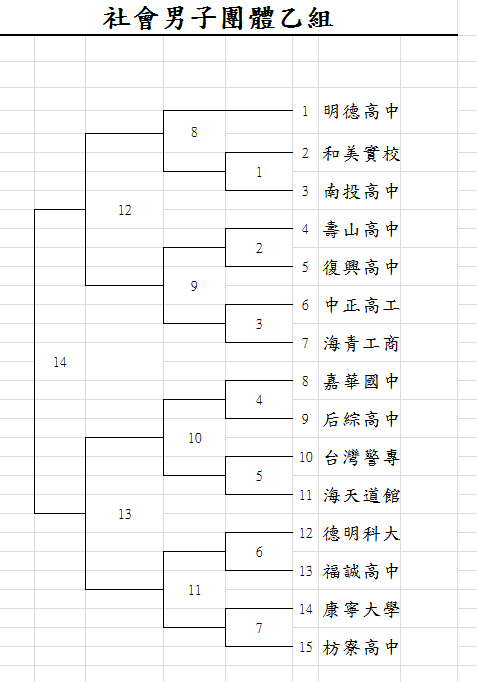 社會男子團體乙組
1 明德高中
8
2 和美實校
1
3 南投高中
12
4 壽山高中
2
5 復興高中
9
6 中正高工
3
7 海青工商
14
8 嘉華國中
4
9 后綜高中
10
10 台灣警專
5
11 海天道館
13
12 德明科大
6
13 福誠高中
11
14 康寧大學
7
15 枋寮高中